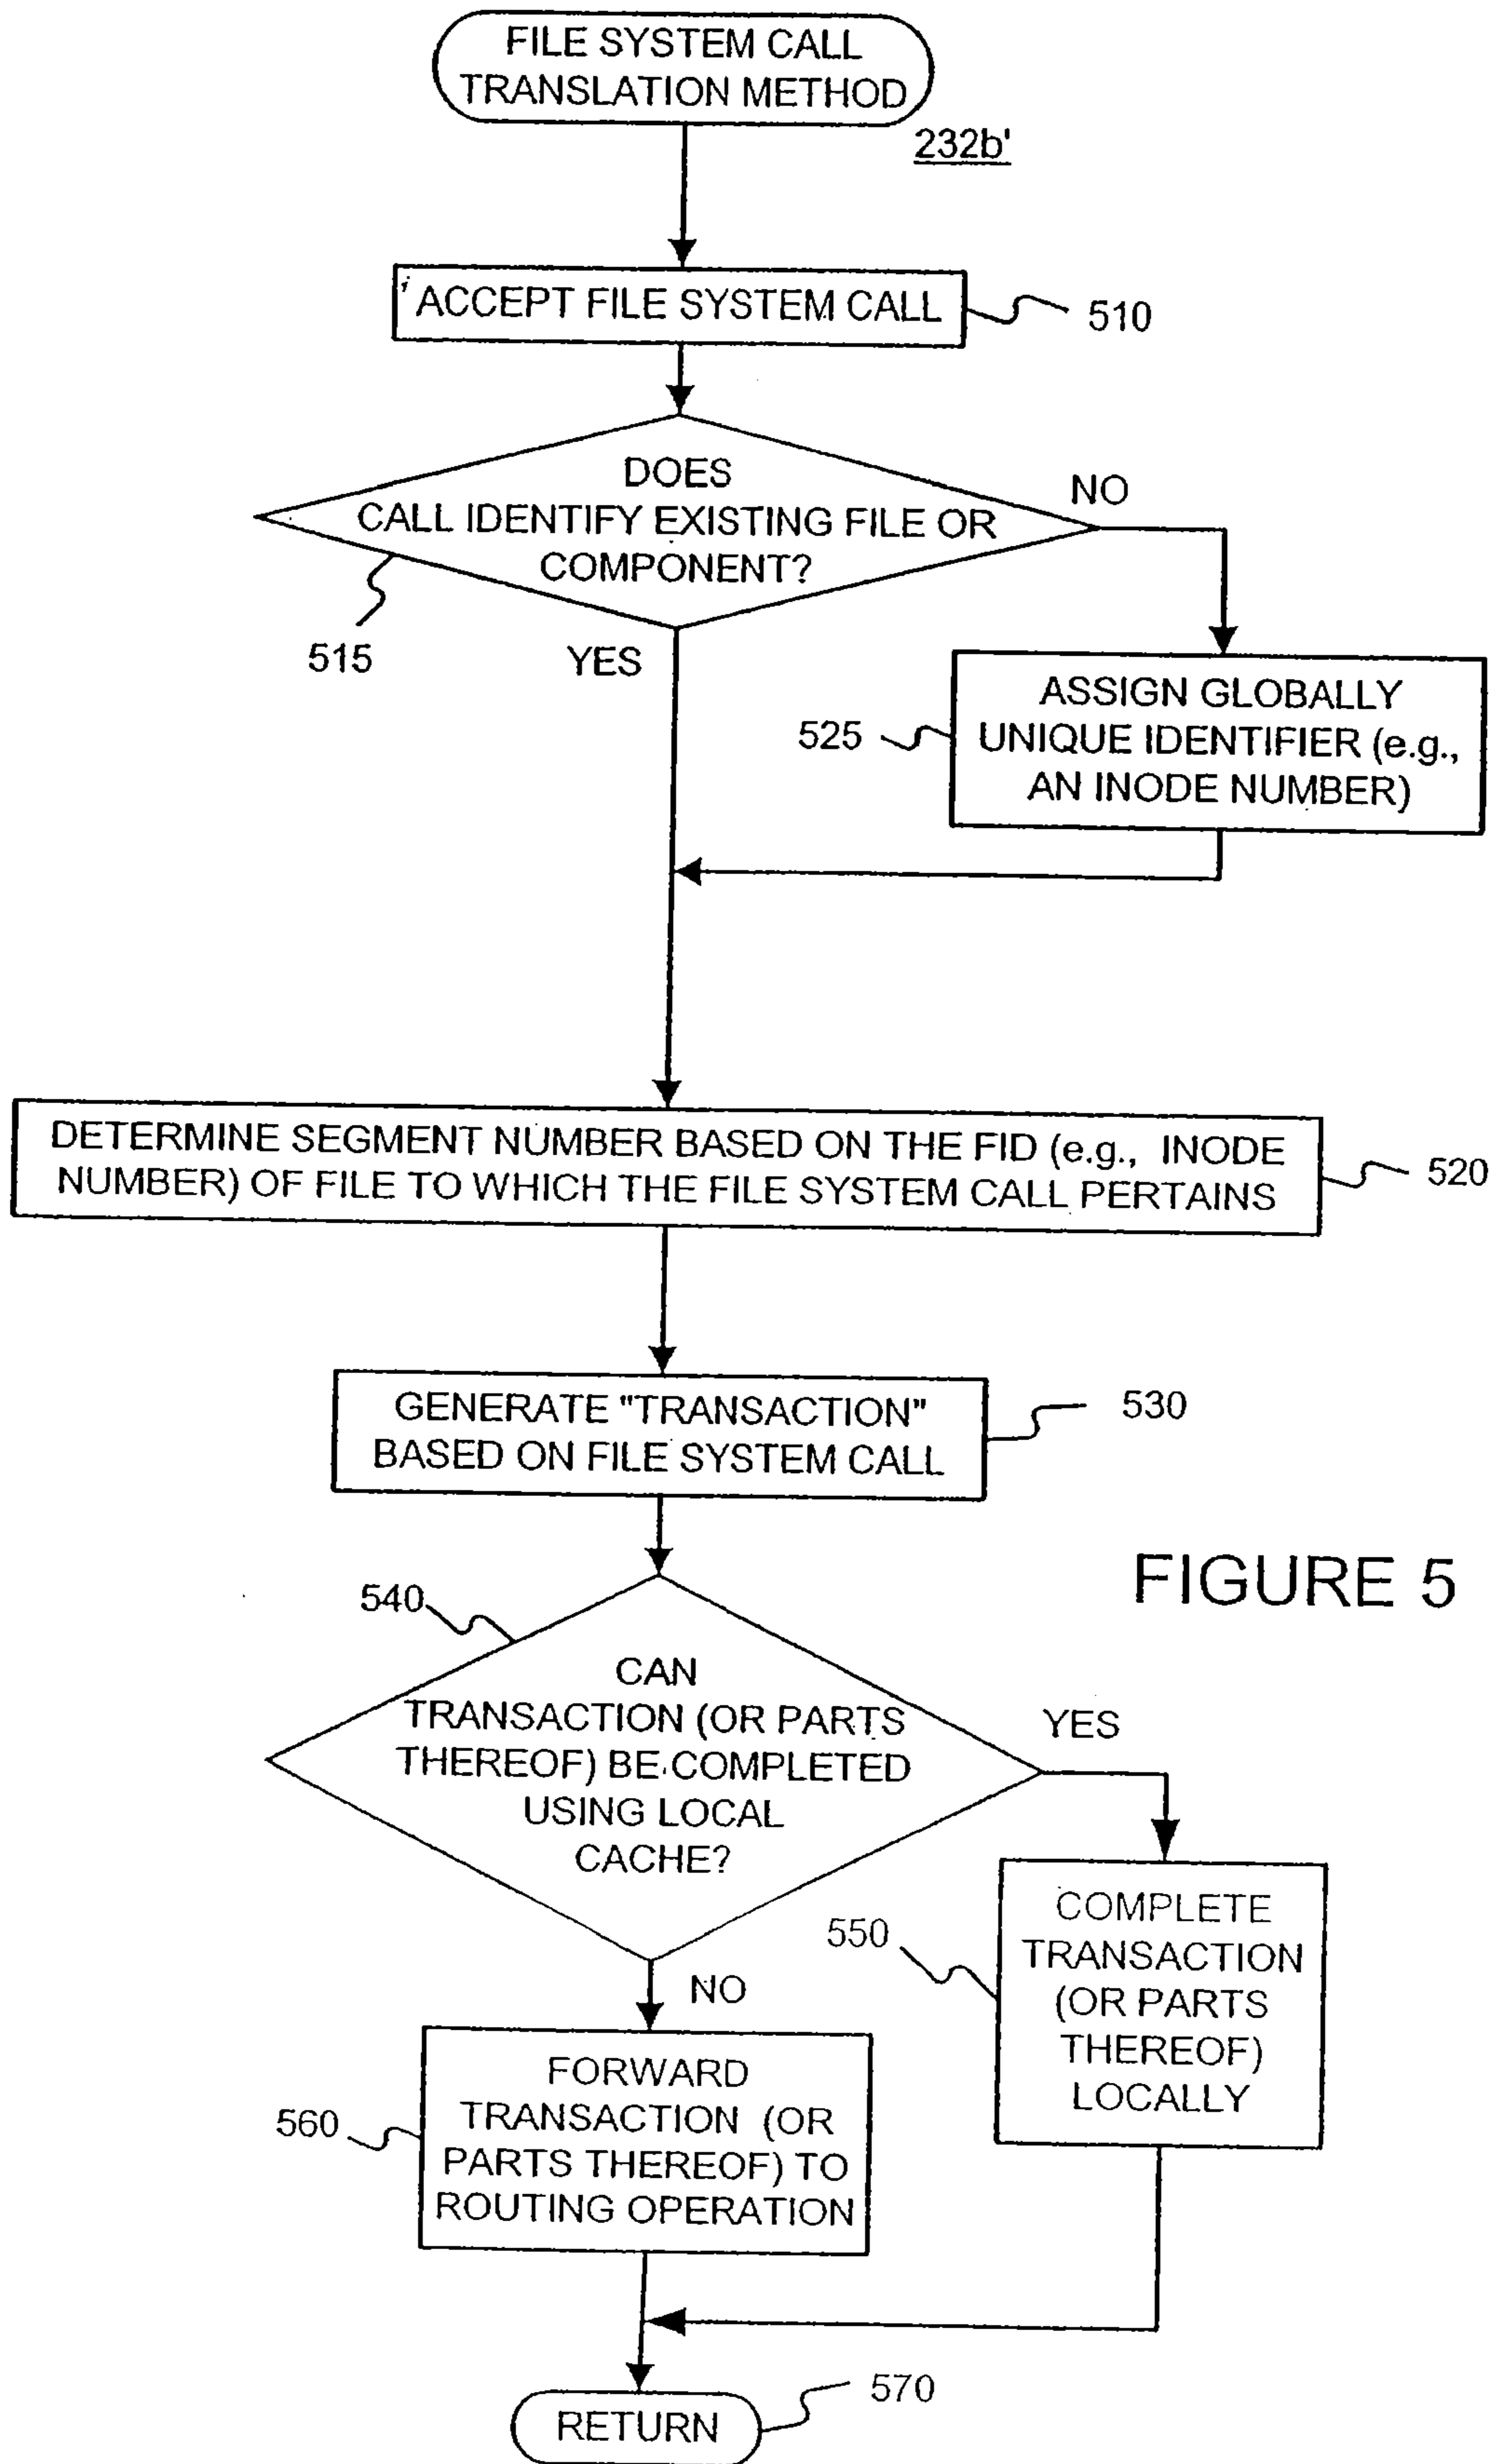 FILE SYSTEM CALL
TRANSLATION METHOD
232b'
ACCEPT FILE SYSTEM CALL
510
DOES
CALL IDENTIFY EXISTING FILE OR
COMPONENT?
NO
515
YES
ASSIGN GLOBALLY
UNIQUE IDENTIFIER (e.g.,
AN INODE NUMBER)
525
DETERMINE SEGMENT NUMBER BASED ON THE FID (e.g., INODE
NUMBER) OF FILE TO WHICH THE FILE SYSTEM CALL PERTAINS
520
GENERATE "TRANSACTION"
BASED ON FILE SYSTEM CALL
530
FIGURE 5
540
CAN
TRANSACTION (OR PARTS
THEREOF) BE COMPLETED
USING LOCAL
CACHE?
YES
COMPLETE
TRANSACTION
(OR PARTS
THEREOF)
LOCALLY
550
NO
FORWARD
TRANSACTION (OR
PARTS THEREOF) TO
ROUTING OPERATION
560
RETURN
570